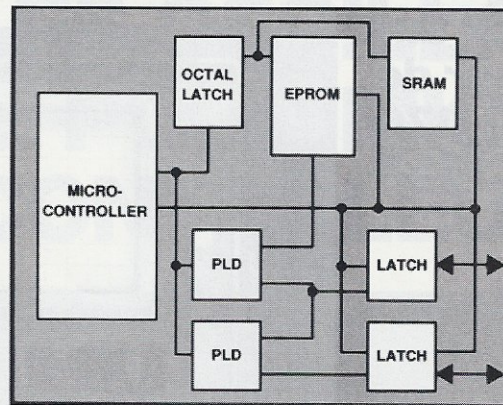 OCTAL
LATCH
EPROM
SRAM
MICRO-
CONTROLLER
PLD
LATCH
PLD
LATCH